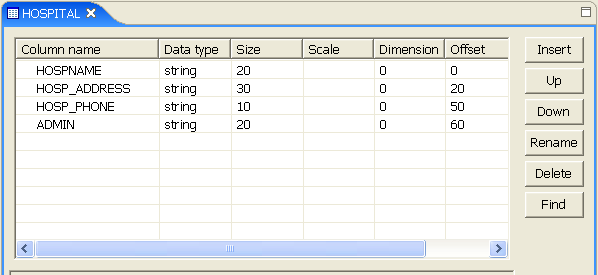 HOSPITAL
Column name Data type Size Scale Dimension Offset
HOSPNAME string 20 0 0
HOSP_ADDRESS string 30 0 20
HOSP_PHONE string 10 0 50
ADMIN string 20 0 60
Insert
Up
Down
Rename
Delete
Find